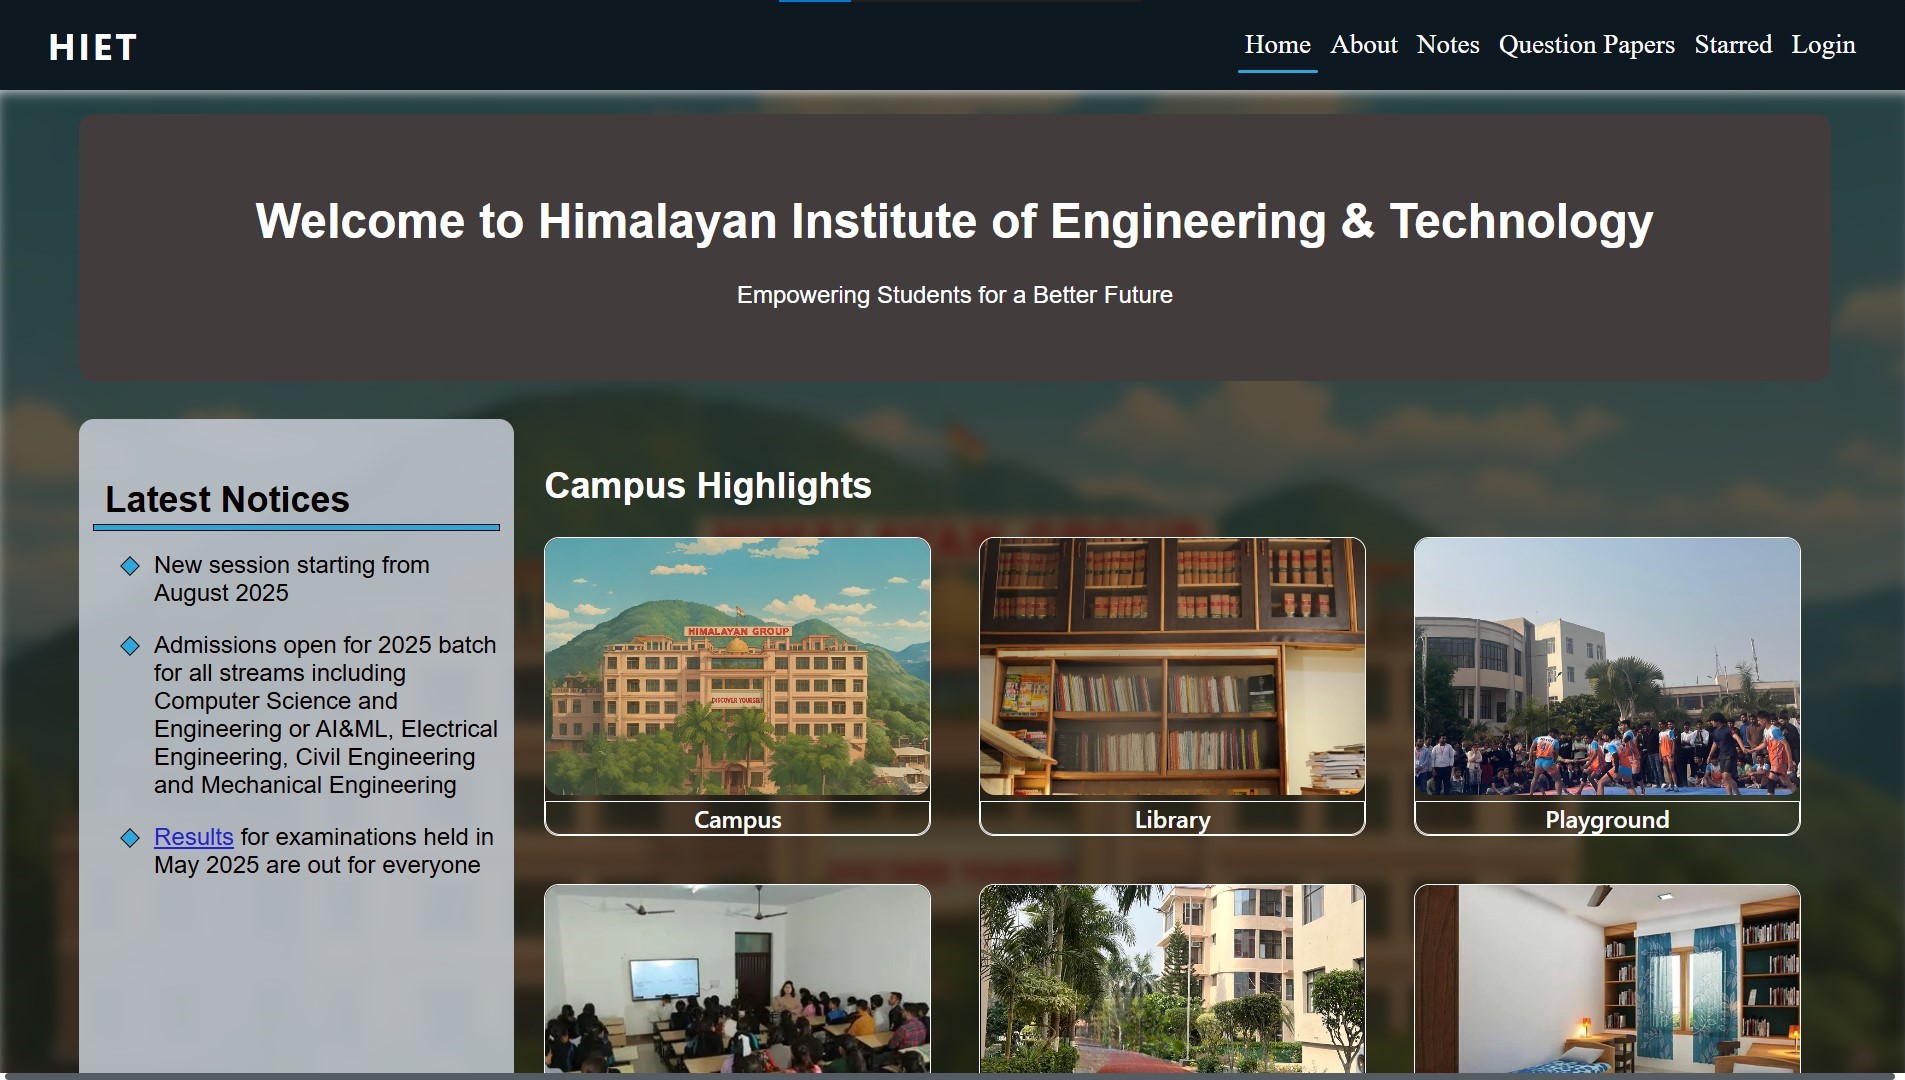 HIET
Home About Notes Question Papers Starred Login
Welcome to Himalayan Institute of Engineering & Technology
Empowering Students for a Better Future
Latest Notices
New session starting from
August 2025
Admissions open for 2025 batch
for all streams including
Computer Science and
Engineering or AI&ML, Electrical
Engineering, Civil Engineering
and Mechanical Engineering
Results for examinations held in
May 2025 are out for everyone
Campus Highlights
HIMALAYAN GROUP
DISCOVER YOURSELF
Campus
Library
Playground